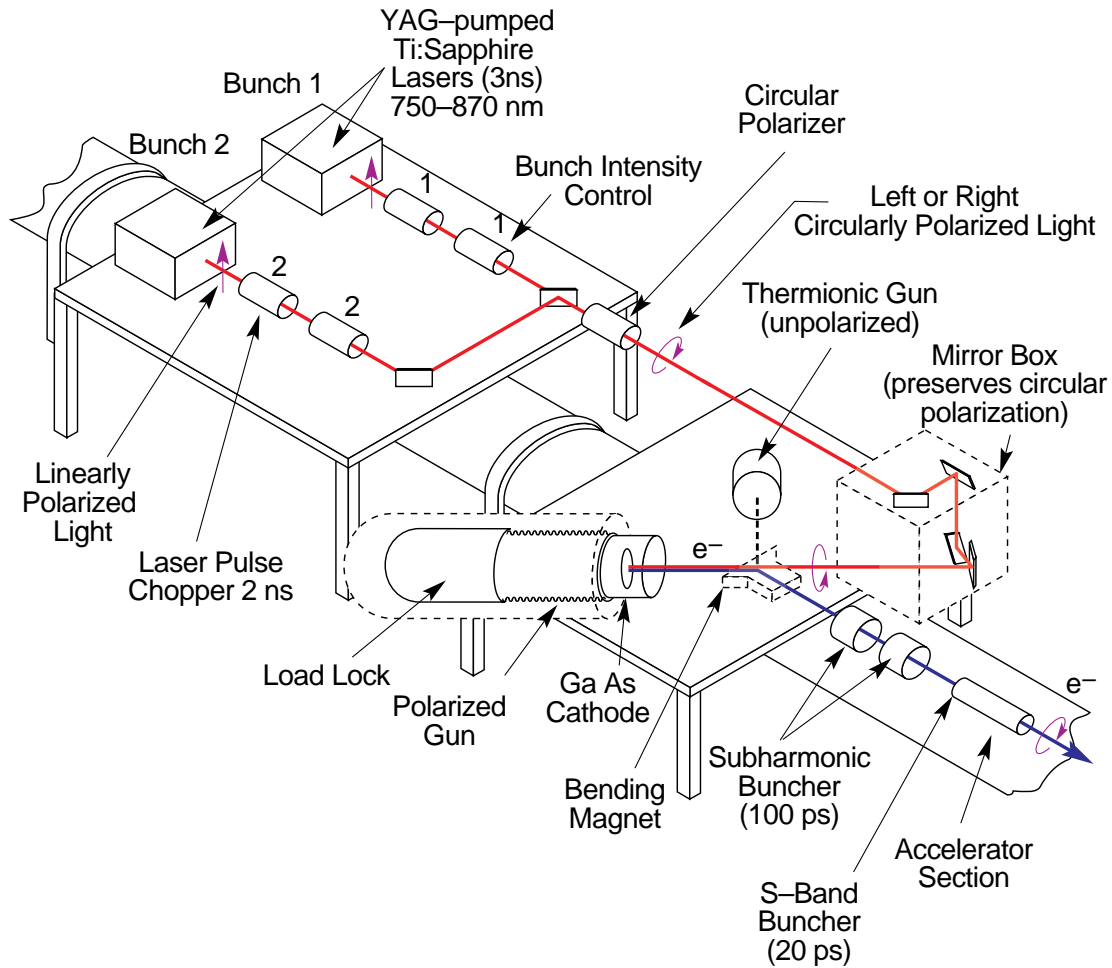 YAG–pumped
Ti:Sapphire
Lasers (3ns)
750–870 nm
Bunch 1
Bunch 2
Circular
Polarizer
1
Bunch Intensity
Control
1
Left or Right
Circularly Polarized Light
2
2
Thermionic Gun
(unpolarized)
Mirror Box
(preserves circular
polarization)
Linearly
Polarized
Light
Laser Pulse
Chopper 2 ns
e–
Load Lock
Polarized
Gun
Ga As
Cathode
Bending
Magnet
Subharmonic
Buncher
(100 ps)
e–
Accelerator
Section
S–Band
Buncher
(20 ps)